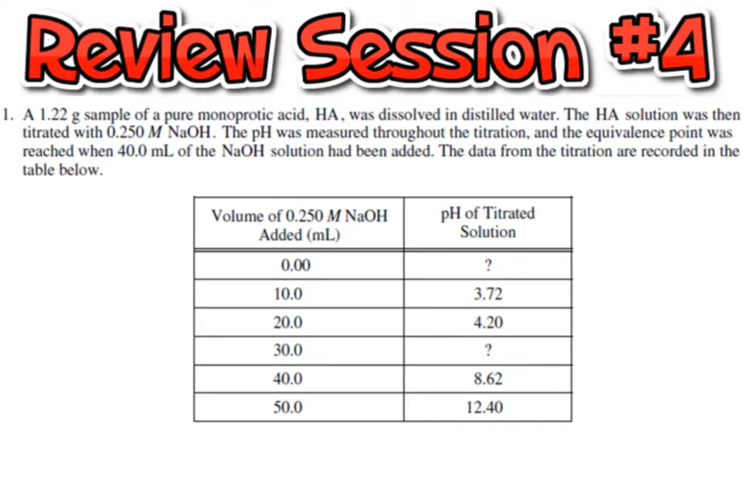 Review Session #4
1. A 1.22 g sample of a pure monoprotic acid, HA, was dissolved in distilled water. The HA solution was then
titrated with 0.250 M NaOH. The pH was measured throughout the titration, and the equivalence point was
reached when 40.0 mL of the NaOH solution had been added. The data from the titration are recorded in the
table below.
Volume of 0.250 M NaOH
Added (mL)
pH of Titrated
Solution
0.00 ?
10.0 3.72
20.0 4.20
30.0 ?
40.0 8.62
50.0 12.40